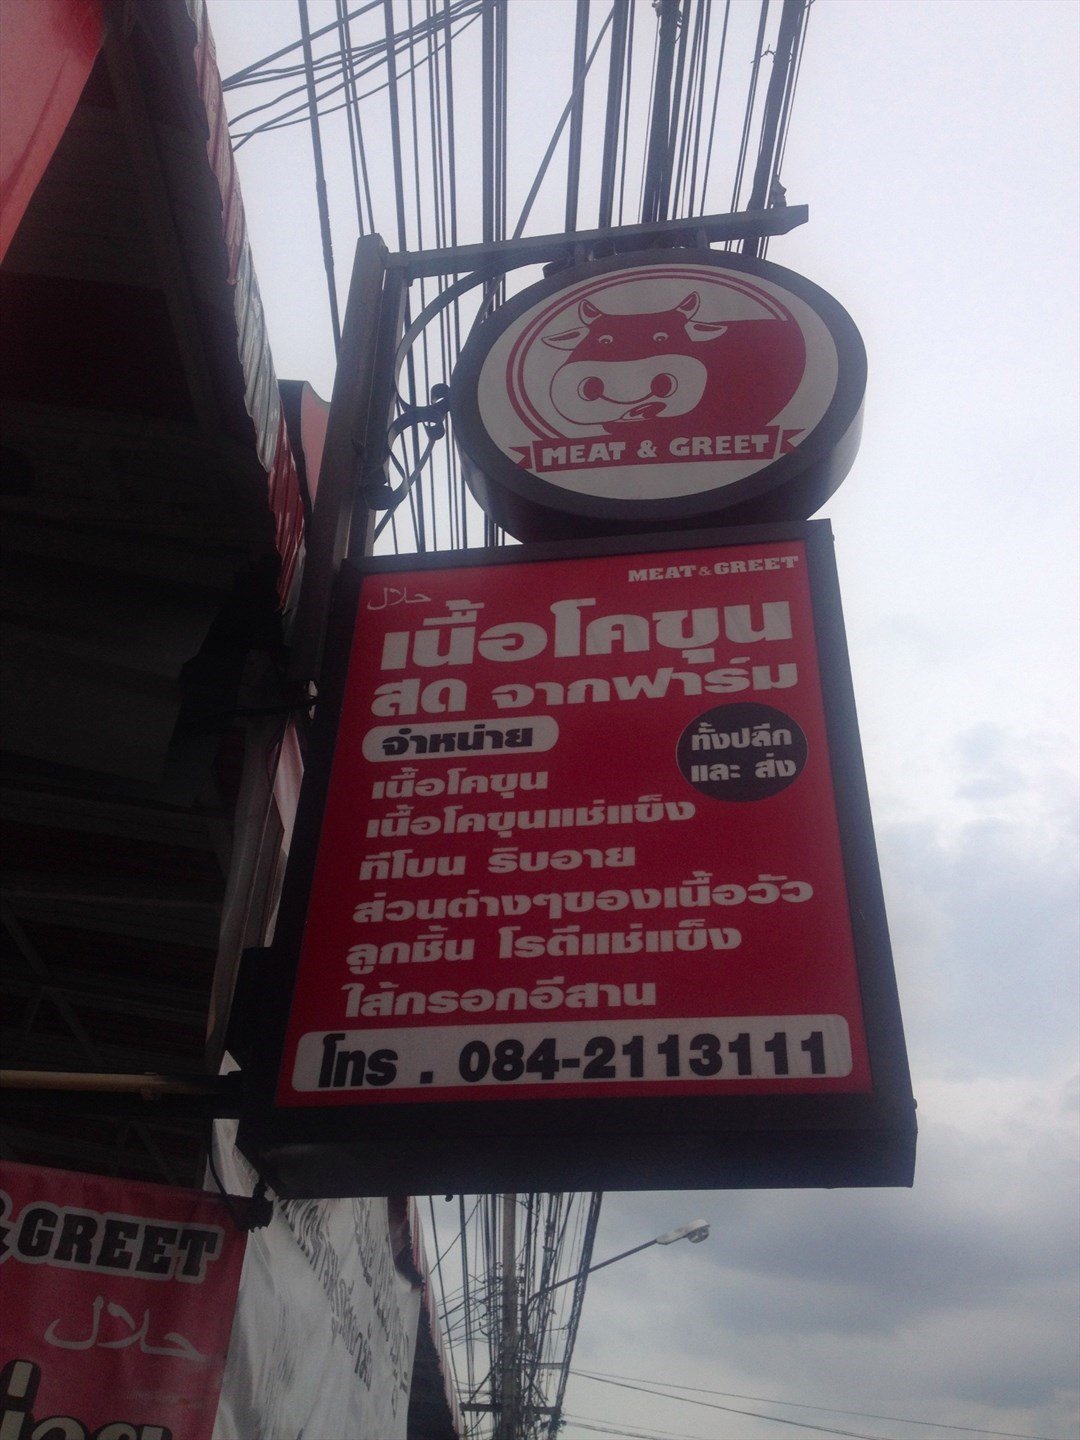 MEAT & GREET
MEAT & GREET
حلال
เนื้อโคขุน
สด จากฟาร์ม
จำหน่าย
ทั้งปลีก
และ ส่ง
เนื้อโคขุน
เนื้อโคขุนแช่แข็ง
ทีโบน ริบอาย
ส่วนต่างๆของเนื้อวัว
ลูกชิ้น โรตีแช่แข็ง
ไส้กรอกอีสาน
โทร . 084-2113111
&GREET
حلال